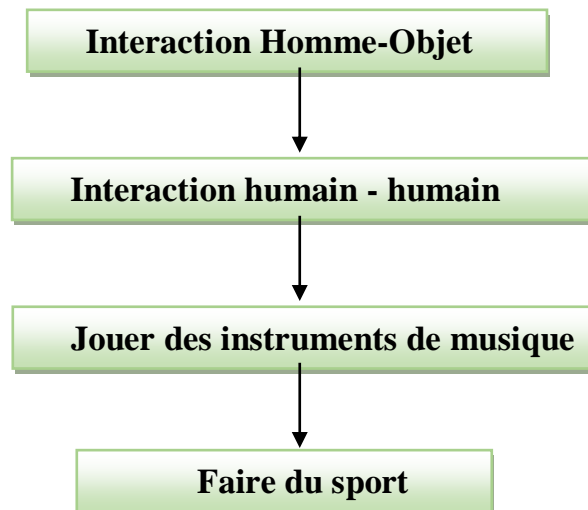 Interaction Homme-Objet
Interaction humain - humain
Jouer des instruments de musique
Faire du sport